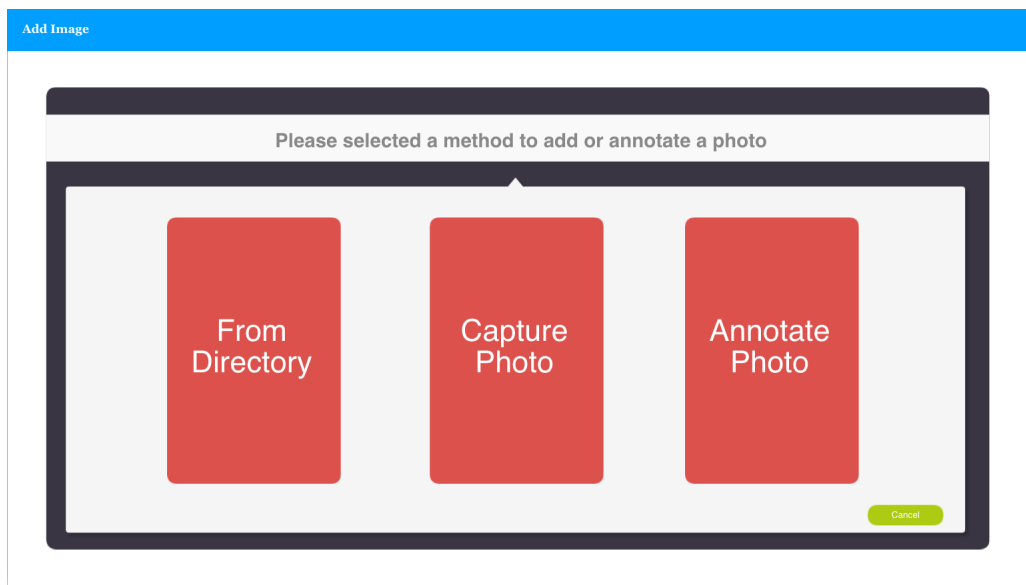 Add Image
Please selected a method to add or annotate a photo
From
Directory
Capture
Photo
Annotate
Photo
Cancel